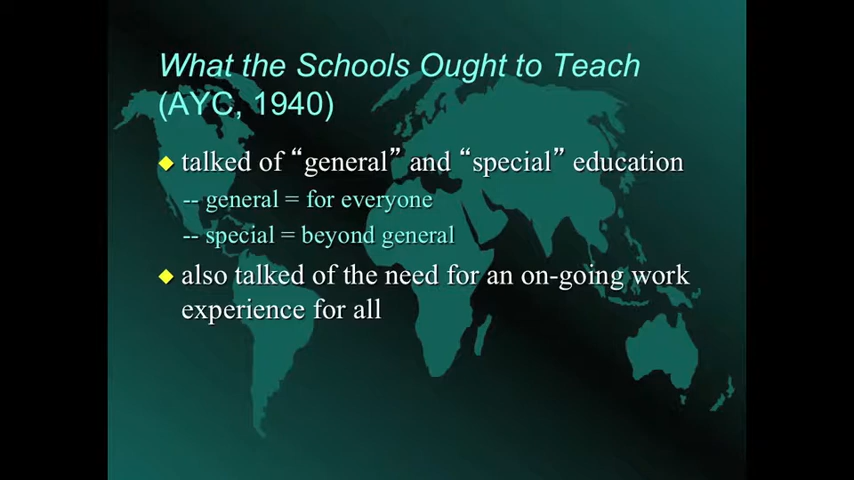 What the Schools Ought to Teach
(AYC, 1940)
talked of “general” and “special” education
-- general = for everyone
-- special = beyond general
also talked of the need for an on-going work
experience for all